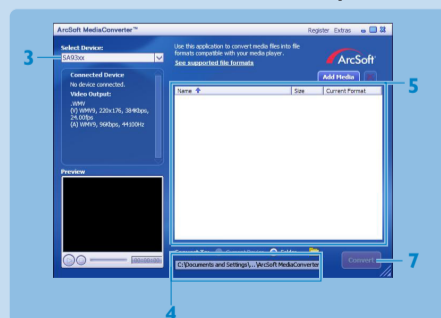 ArcSoft MediaConverter™
Register Extras
Select Device:
SA93xx
3
Use this application to convert media files into file
formats compatible with your media player.
See supported file formats
ArcSoft
Add Media
Connected Device
No device connected.
Video Output:
.WMV
(V) WMV9, 220x176, 384Kbps,
24.00fps
(A) WMV9, 96Kbps, 44100Hz
Name Size Current Format
5
Preview
Folder
C:\Documents and Settings\...\ArcSoft MediaConverter
Convert
7
4